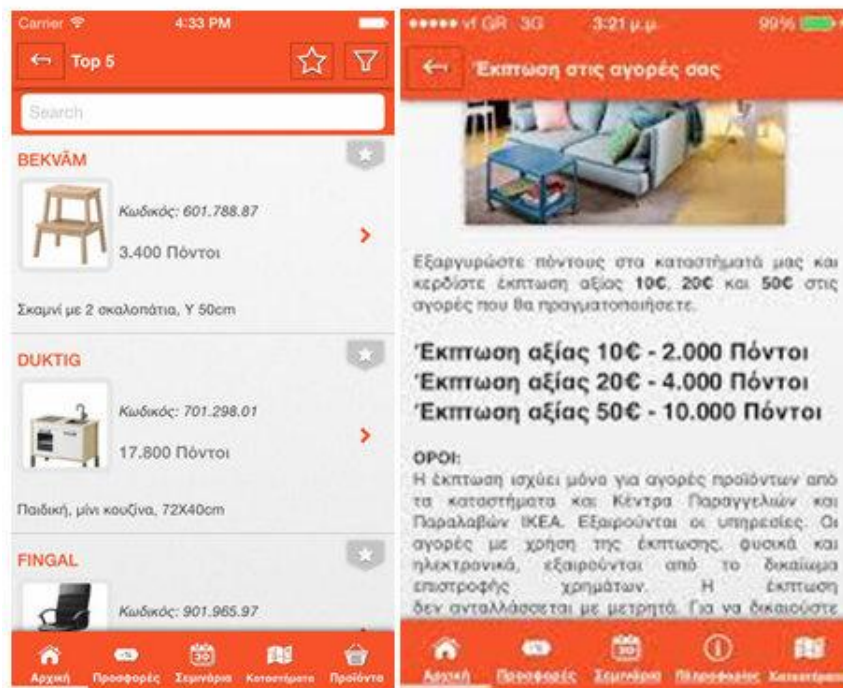 Carrier 4:33 PM
Top 5
Search
BEKVÄM
Κωδικός: 601.788.87
3.400 Πόντοι
Σκαμνί με 2 σκαλοπάτια, Υ 50cm
DUKTIG
Κωδικός: 701.298.01
17.800 Πόντοι
Παιδική, μίνι κουζίνα, 72X40cm
FINGAL
Κωδικός: 901.965.97
Αρχική Προσφορές Σεμινάρια Καταστήματα Προϊόντα
vf GR 3G 3:21 μ.μ. 99%
Έκπτωση στις αγορές σας
Εξαργυρώστε πόντους στα καταστήματά μας και
κερδίστε έκπτωση αξίας 10€, 20€ και 50€ στις
αγορές που θα πραγματοποιήσετε.
Έκπτωση αξίας 10€ - 2.000 Πόντοι
Έκπτωση αξίας 20€ - 4.000 Πόντοι
Έκπτωση αξίας 50€ - 10.000 Πόντοι
ΟΡΟΙ:
Η έκπτωση ισχύει μόνο για αγορές προϊόντων από
τα καταστήματα και Κέντρα Παραγγελιών και
Παραλαβών IKEA. Εξαιρούνται οι υπηρεσίες. Οι
αγορές με χρήση της έκπτωσης, φυσικά και
ηλεκτρονικά, εξαιρούνται από το δικαίωμα
επιστροφής χρημάτων. Η έκπτωση
δεν ανταλλάσσεται με μετρητά. Για να δικαιούστε
Αρχική Προσφορές Σεμινάρια Πληροφορίες Καταστήματα